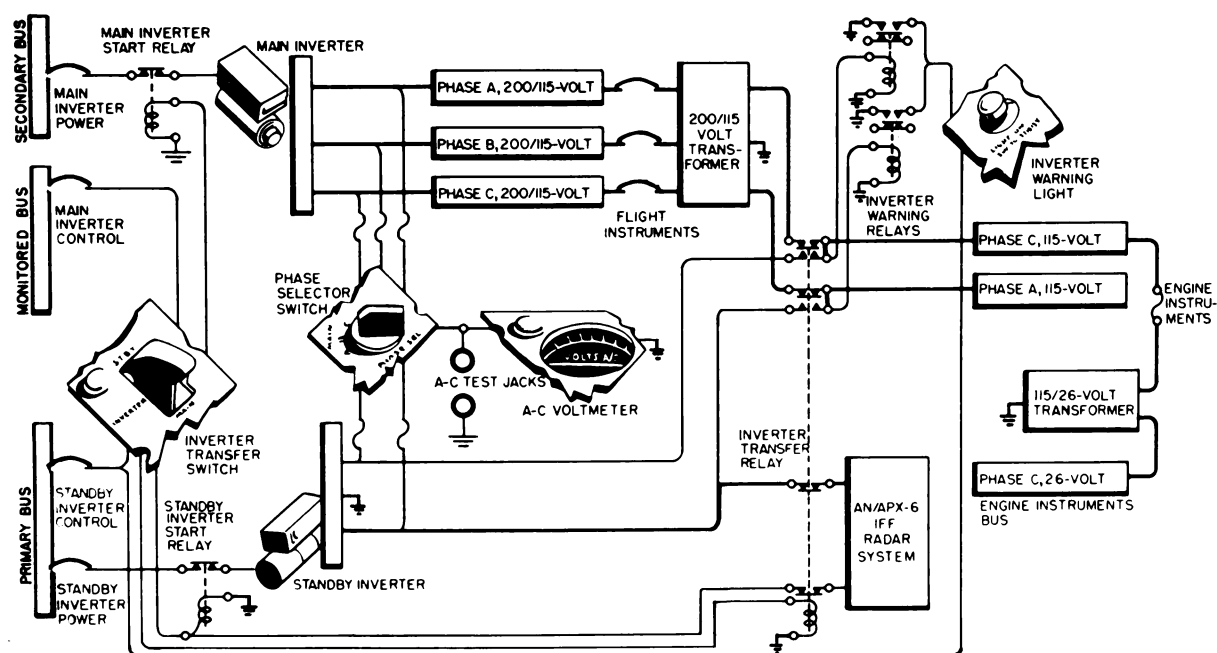 SECONDARY BUS
MAIN INVERTER
START RELAY
MAIN
INVERTER
POWER
MAIN INVERTER
PHASE A, 200/115-VOLT
PHASE B, 200/115-VOLT
PHASE C, 200/115-VOLT
FLIGHT
INSTRUMENTS
200/115
VOLT
TRANS-
FORMER
INVERTER
WARNING
LIGHT
INVERTER
WARNING
RELAYS
MONITORED BUS
MAIN
INVERTER
CONTROL
PHASE
SELECTOR
SWITCH
MAIN
PHASE SEL
A-C TEST JACKS
VOLTS A/C
A-C VOLTMETER
PHASE C, 115-VOLT
PHASE A, 115-VOLT
ENGINE
INSTRU-
MENTS
115/26-VOLT
TRANSFORMER
PHASE C, 26-VOLT
ENGINE INSTRUMENTS
BUS
STBY
INVERTER
MAIN
INVERTER
TRANSFER
SWITCH
PRIMARY BUS
STANDBY
INVERTER
CONTROL
STANDBY
INVERTER
START
RELAY
STANDBY
INVERTER
POWER
STANDBY INVERTER
INVERTER
TRANSFER
RELAY
AN/APX-6
IFF
RADAR
SYSTEM